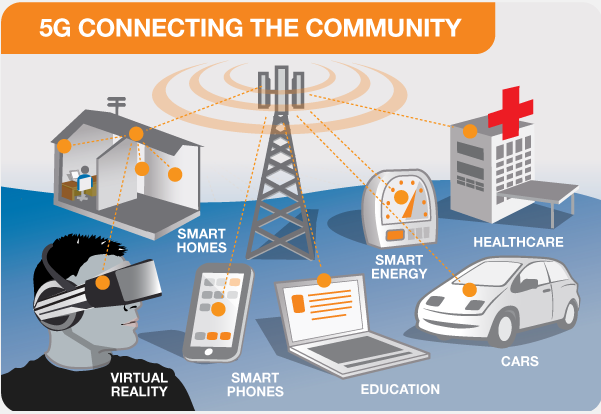 5G CONNECTING THE COMMUNITY
SMART
HOMES
HEALTHCARE
SMART
ENERGY
CARS
VIRTUAL
REALITY
SMART
PHONES
EDUCATION